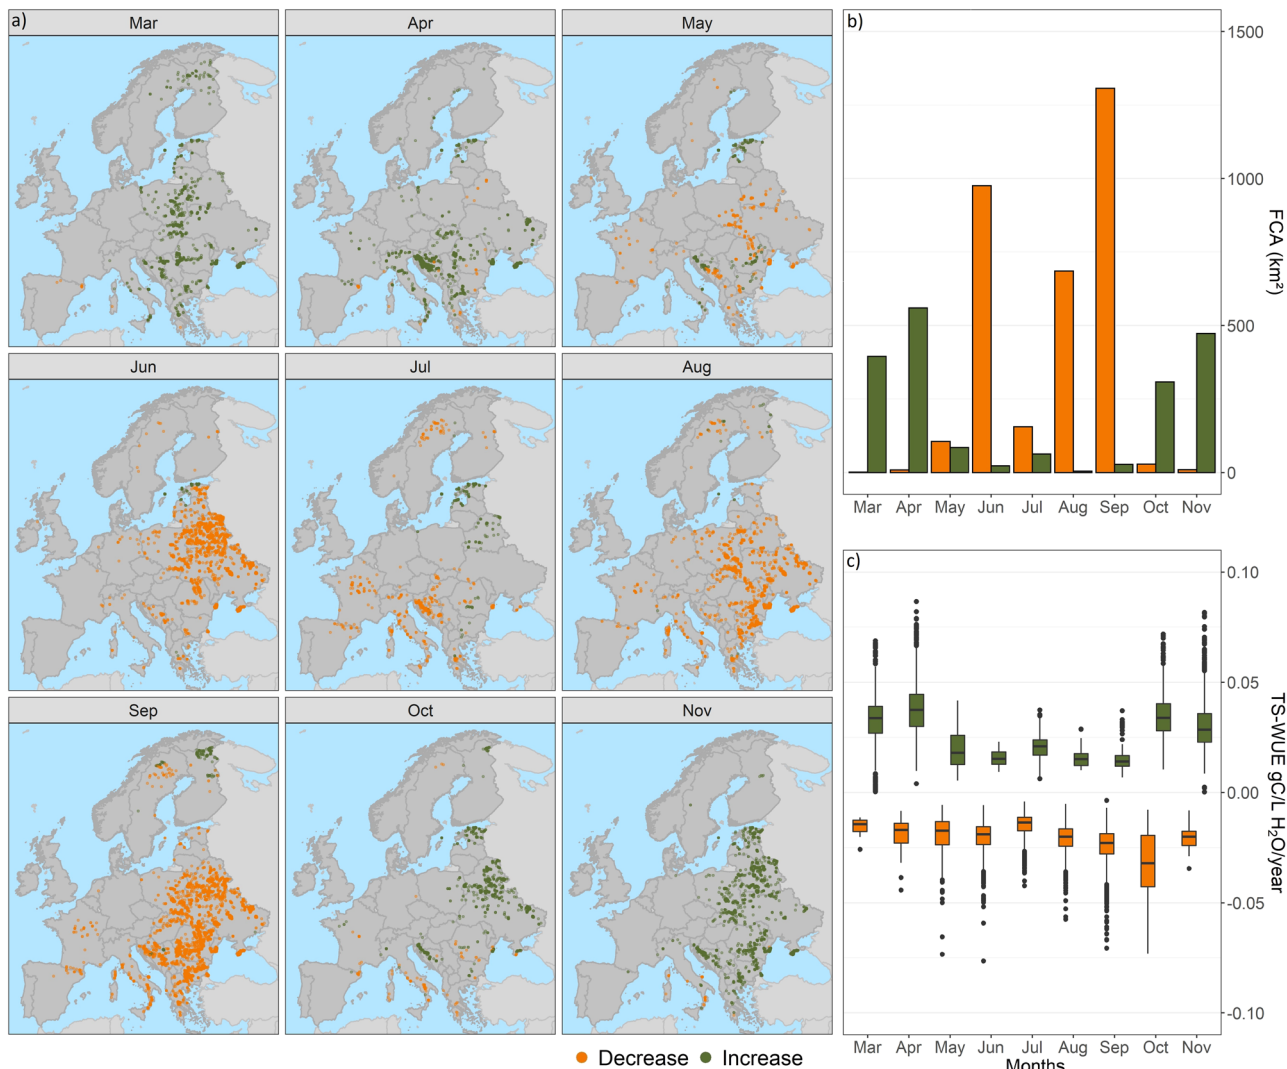 a)
Mar
Apr
May
Jun
Jul
Aug
Sep
Oct
Nov
Decrease
Increase
b)
1500
1000
500
0
FCA (km²)
Mar Apr May Jun Jul Aug Sep Oct Nov
c)
0.10
0.05
0.00
-0.05
-0.10
TS-WUE gC/L H₂O/year
Mar Apr May Jun Jul Aug Sep Oct Nov
Months